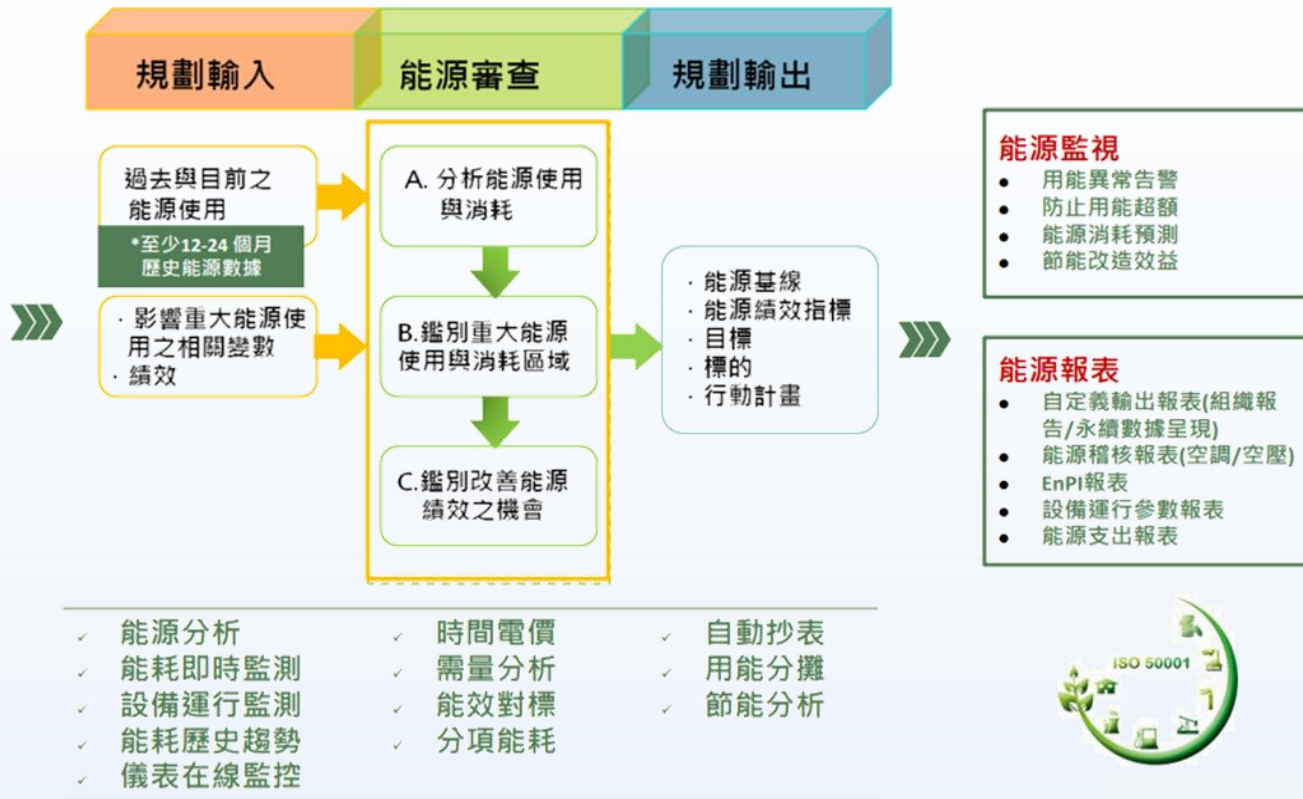 規劃輸入
能源審查
規劃輸出
過去與目前之
能源使用
*至少12-24 個月
歷史能源數據
· 影響重大能源使
用之相關變數
· 績效
A. 分析能源使用
與消耗
B.鑑別重大能源
使用與消耗區域
C.鑑別改善能源
績效之機會
· 能源基線
· 能源績效指標
· 目標
· 標的
· 行動計畫
能源監視
● 用能異常告警
● 防止用能超額
● 能源消耗預測
● 節能改造效益
能源報表
● 自定義輸出報表(組織報
告/永續數據呈現)
● 能源稽核報表(空調/空壓)
● EnPI報表
● 設備運行參數報表
● 能源支出報表
✓ 能源分析
✓ 能耗即時監測
✓ 設備運行監測
✓ 能耗歷史趨勢
✓ 儀表在線監控
✓ 時間電價
✓ 需量分析
✓ 能效對標
✓ 分項能耗
✓ 自動抄表
✓ 用能分攤
✓ 節能分析
ISO 50001